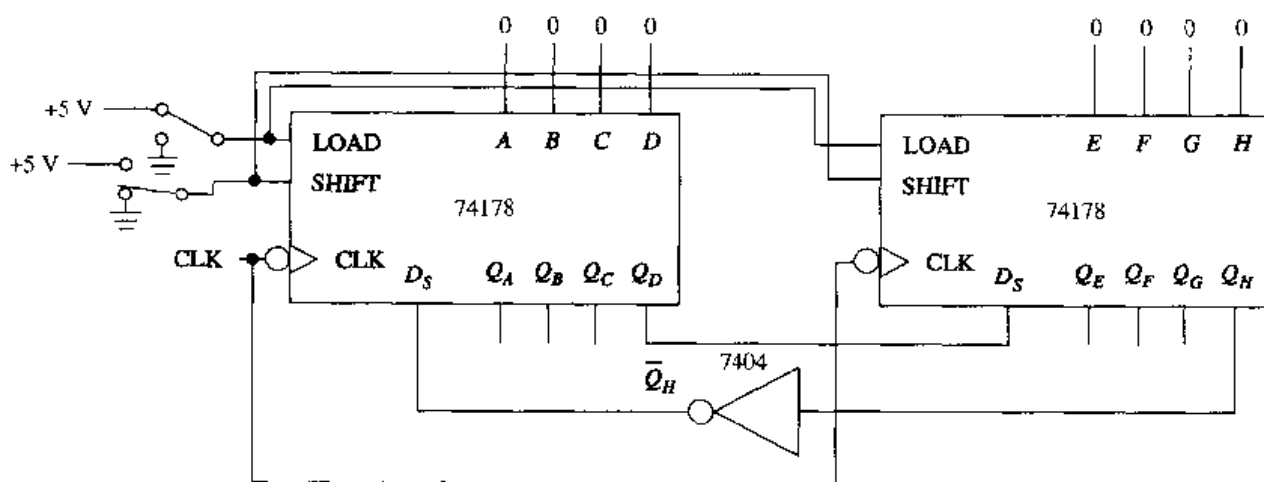 0 0 0 0 0 0 0 0
+5 V
LOAD A B C D LOAD E F G H
+5 V
SHIFT SHIFT
74178 74178
CLK CLK CLK
D_S Q_A Q_B Q_C Q_D D_S Q_E Q_F Q_G Q_H
7404
Q̅_H